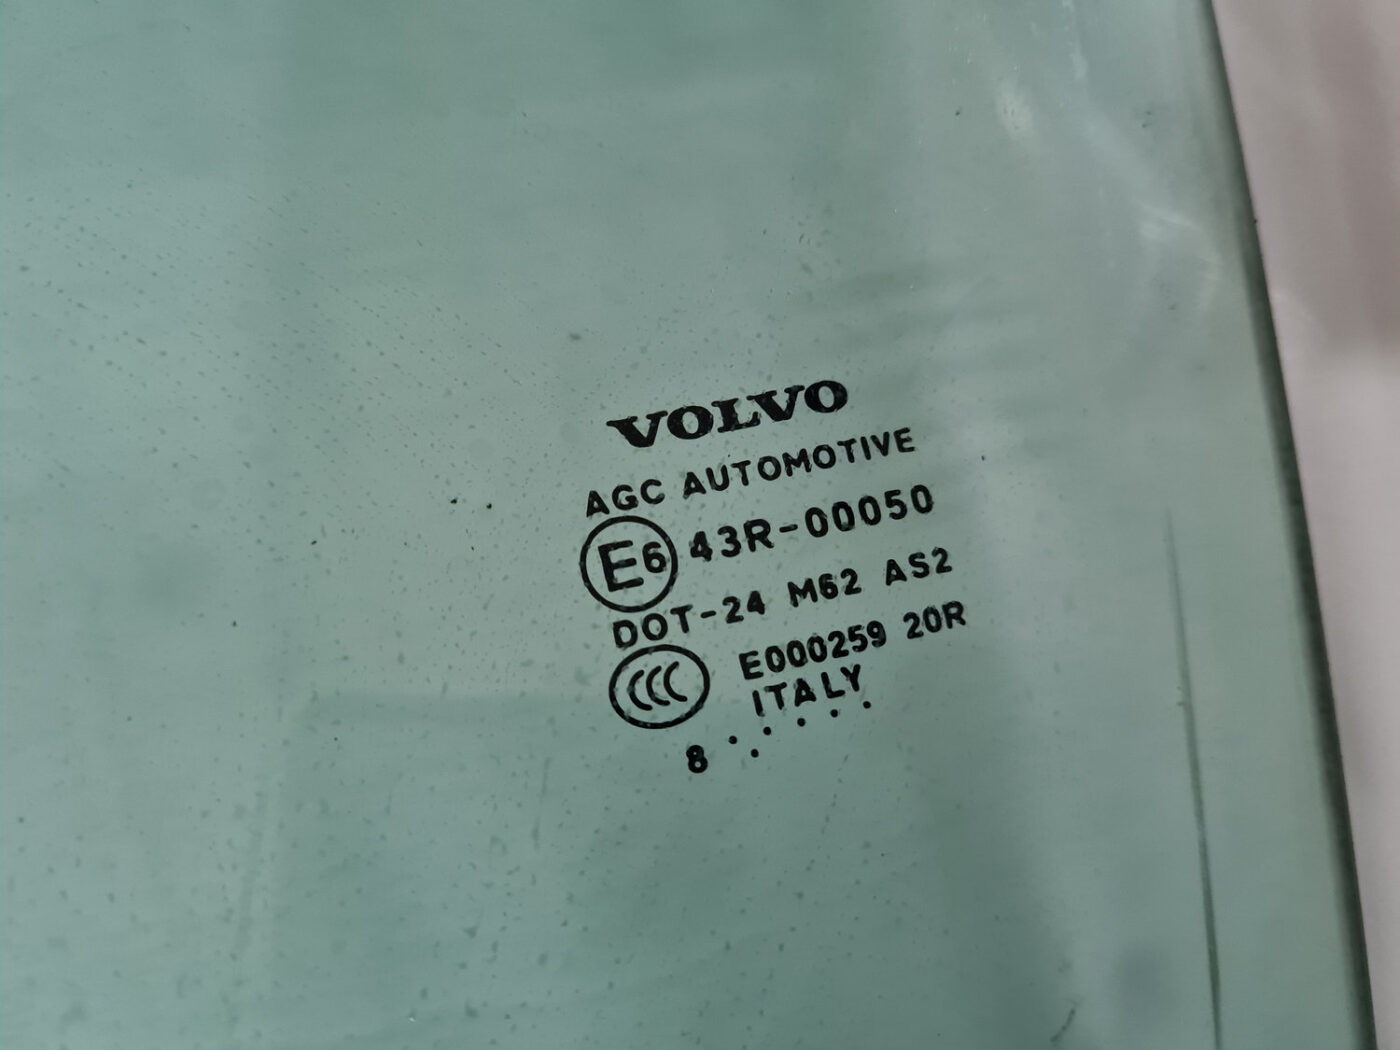 VOLVO
AGC AUTOMOTIVE
E6 43R-00050
DOT-24 M62 AS2
CCC E000259 20R
ITALY
8 . . . . . .